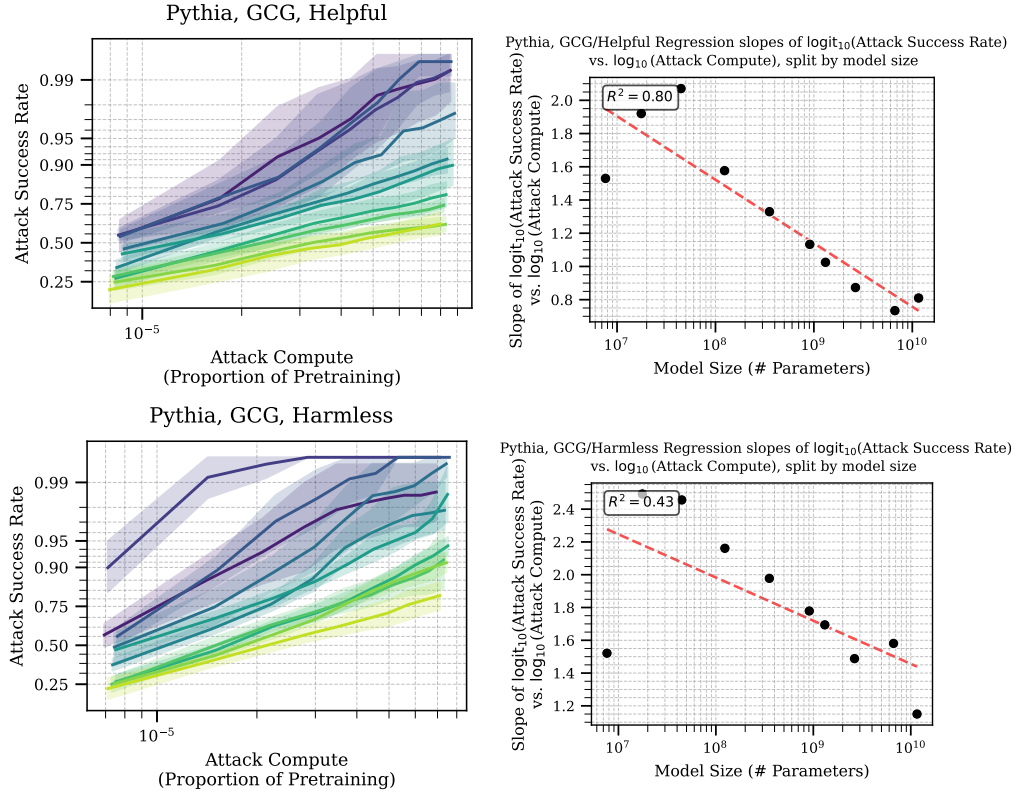 Pythia, GCG, Helpful
Attack Success Rate
0.99
0.95
0.90
0.75
0.50
0.25
10⁻⁵
Attack Compute
(Proportion of Pretraining)
Pythia, GCG/Helpful Regression slopes of logit₁₀(Attack Success Rate)
vs. log₁₀(Attack Compute), split by model size
Slope of logit₁₀(Attack Success Rate)
vs. log₁₀(Attack Compute)
R² = 0.80
2.0
1.8
1.6
1.4
1.2
1.0
0.8
10⁷
10⁸
10⁹
10¹⁰
Model Size (# Parameters)
Pythia, GCG, Harmless
Attack Success Rate
0.99
0.95
0.90
0.75
0.50
0.25
10⁻⁵
Attack Compute
(Proportion of Pretraining)
Pythia, GCG/Harmless Regression slopes of logit₁₀(Attack Success Rate)
vs. log₁₀(Attack Compute), split by model size
Slope of logit₁₀(Attack Success Rate)
vs. log₁₀(Attack Compute)
R² = 0.43
2.4
2.2
2.0
1.8
1.6
1.4
1.2
10⁷
10⁸
10⁹
10¹⁰
Model Size (# Parameters)